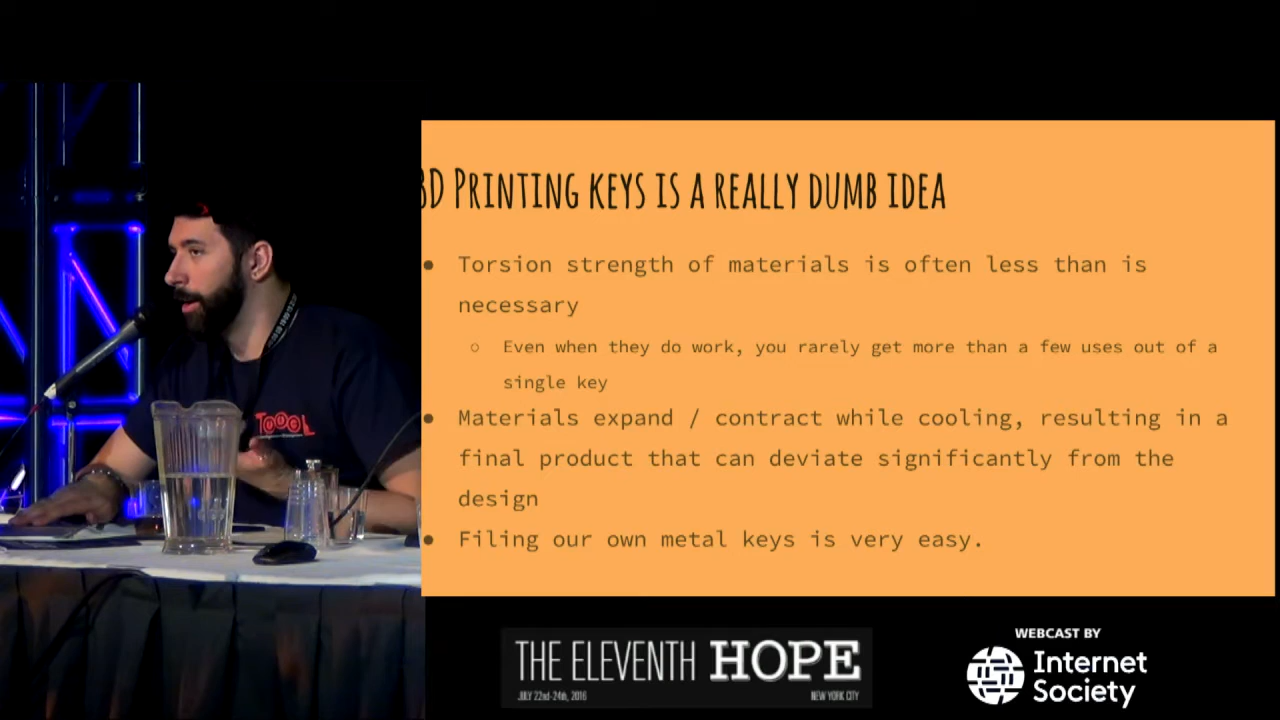 3D Printing keys is a really dumb idea
● Torsion strength of materials is often less than is
necessary
○ Even when they do work, you rarely get more than a few uses out of a
single key
● Materials expand / contract while cooling, resulting in a
final product that can deviate significantly from the
design
● Filing our own metal keys is very easy.
TOOOL
THE ELEVENTH HOPE
JULY 22nd-24th, 2016 NEW YORK CITY
WEBCAST BY
Internet
Society